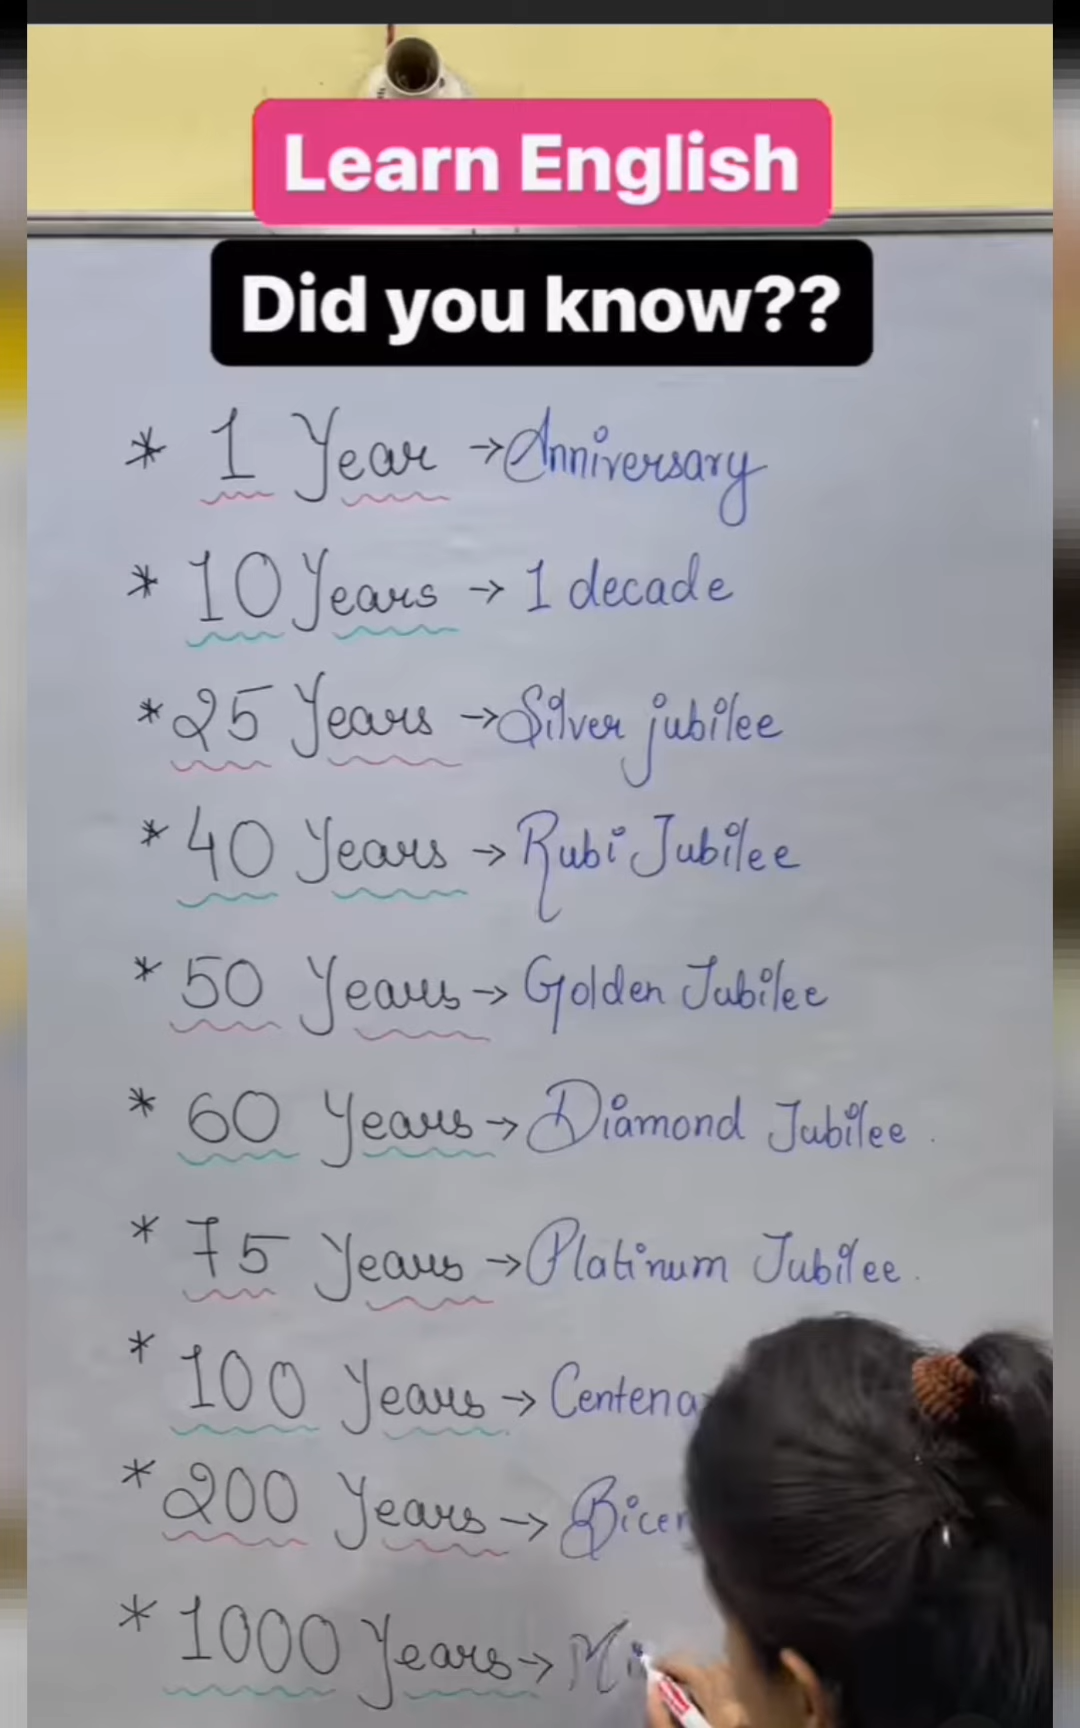 Learn English
Did you know??
* 1 Year → Anniversary
* 10 Years → 1 decade
* 25 Years → Silver jubilee
* 40 Years → Rubi Jubilee
* 50 Years → Golden Jubilee
* 60 Years → Diamond Jubilee.
* 75 Years → Platinum Jubilee.
* 100 Years →
* 200 Years →
* 1000 Years →